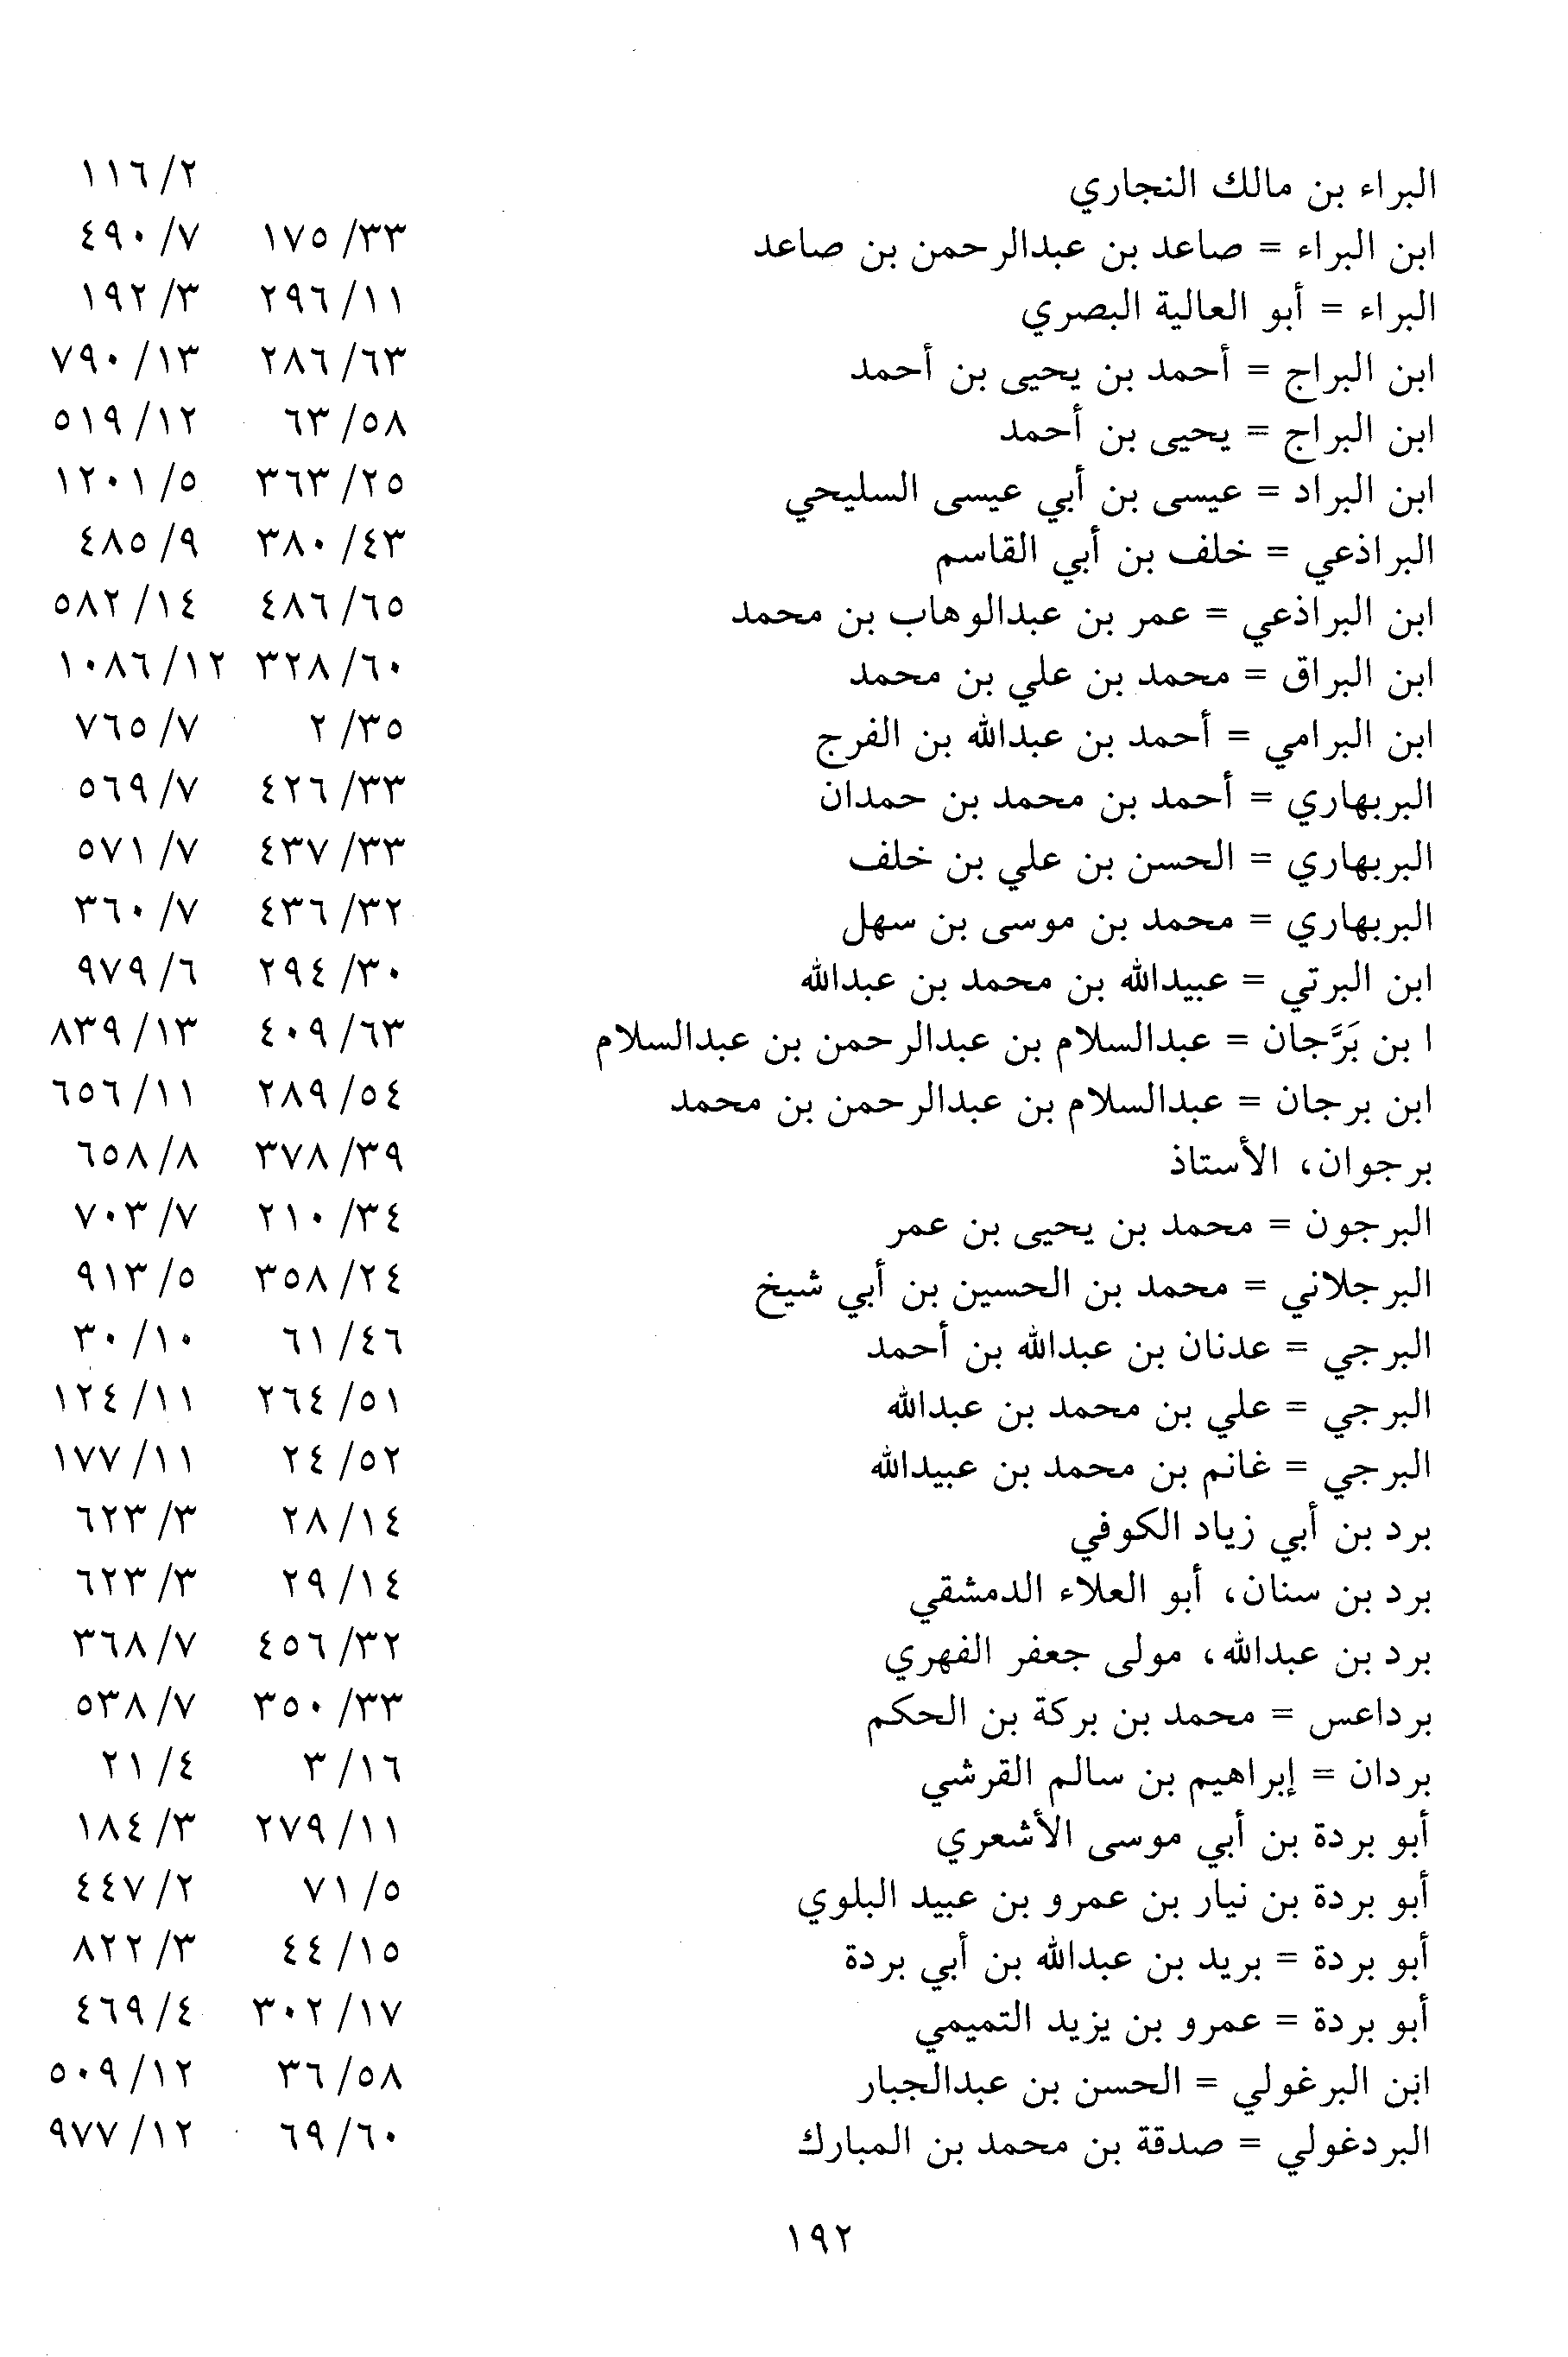 البراء بن مالك النجاري ٢/ ١١٦
ابن البراء = صاعد بن عبدالرحمن بن صاعد ٣٣/ ١٧٥ ٧/ ٤٩٠
البراء = أبو العالية البصري ١١/ ٢٩٦ ٣/ ١٩٢
ابن البراج = أحمد بن يحيى بن أحمد ٦٣/ ٢٨٦ ١٣/ ٧٩٠
ابن البراج = يحيى بن أحمد ٥٨/ ٦٣ ١٢/ ٥١٩
ابن البراد = عيسى بن أبي عيسى السليحي ٢٥/ ٣٦٣ ٥/ ١٢٠١
البراذعي = خلف بن أبي القاسم ٤٣/ ٣٨٠ ٩/ ٤٨٥
ابن البراذعي = عمر بن عبدالوهاب بن محمد ٦٥/ ٤٨٦ ١٤/ ٥٨٢
ابن البراق = محمد بن علي بن محمد ٦٠/ ٣٢٨ ١٢/ ١٠٨٦
ابن البرامي = أحمد بن عبدالله بن الفرج ٣٥/ ٢ ٧/ ٧٦٥
البربهاري = أحمد بن محمد بن حمدان ٣٣/ ٤٢٦ ٧/ ٥٦٩
البربهاري = الحسن بن علي بن خلف ٣٣/ ٤٣٧ ٧/ ٥٧١
البربهاري = محمد بن موسى بن سهل ٣٢/ ٤٣٦ ٧/ ٣٦٠
ابن البرتي = عبيدالله بن محمد بن عبدالله ٣٠/ ٢٩٤ ٦/ ٩٧٩
ا بن بَرَّجان = عبدالسلام بن عبدالرحمن بن عبدالسلام ٦٣/ ٤٠٩ ١٣/ ٨٣٩
ابن برجان = عبدالسلام بن عبدالرحمن بن محمد ٥٤/ ٢٨٩ ١١/ ٦٥٦
برجوان، الأستاذ ٣٩/ ٣٧٨ ٨/ ٦٥٨
البرجون = محمد بن يحيى بن عمر ٣٤/ ٢١٠ ٧/ ٧٠٣
البرجلاني = محمد بن الحسين بن أبي شيخ ٢٤/ ٣٥٨ ٥/ ٩١٣
البرجي = عدنان بن عبدالله بن أحمد ٤٦/ ٦١ ١٠/ ٣٠
البرجي = علي بن محمد بن عبدالله ٥١/ ٢٦٤ ١١/ ١٢٤
البرجي = غانم بن محمد بن عبيدالله ٥٢/ ٢٤ ١١/ ١٧٧
برد بن أبي زياد الكوفي ١٤/ ٢٨ ٣/ ٦٢٣
برد بن سنان، أبو العلاء الدمشقي ١٤/ ٢٩ ٣/ ٦٢٣
برد بن عبدالله، مولى جعفر الفهري ٣٢/ ٤٥٦ ٧/ ٣٦٨
برداعس = محمد بن بركة بن الحكم ٣٣/ ٣٥٠ ٧/ ٥٣٨
بردان = إبراهيم بن سالم القرشي ١٦/ ٣ ٤/ ٢١
أبو بردة بن أبي موسى الأشعري ١١/ ٢٧٩ ٣/ ١٨٤
أبو بردة بن نيار بن عمرو بن عبيد البلوي ٥/ ٧١ ٢/ ٤٤٧
أبو بردة = بريد بن عبدالله بن أبي بردة ١٥/ ٤٤ ٣/ ٨٢٢
أبو بردة = عمرو بن يزيد التميمي ١٧/ ٣٠٢ ٤/ ٤٦٩
ابن البرغولي = الحسن بن عبدالجبار ٥٨/ ٣٦ ١٢/ ٥٠٩
البردغولي = صدقة بن محمد بن المبارك ٦٠/ ٦٩ ١٢/ ٩٧٧
١٩٢